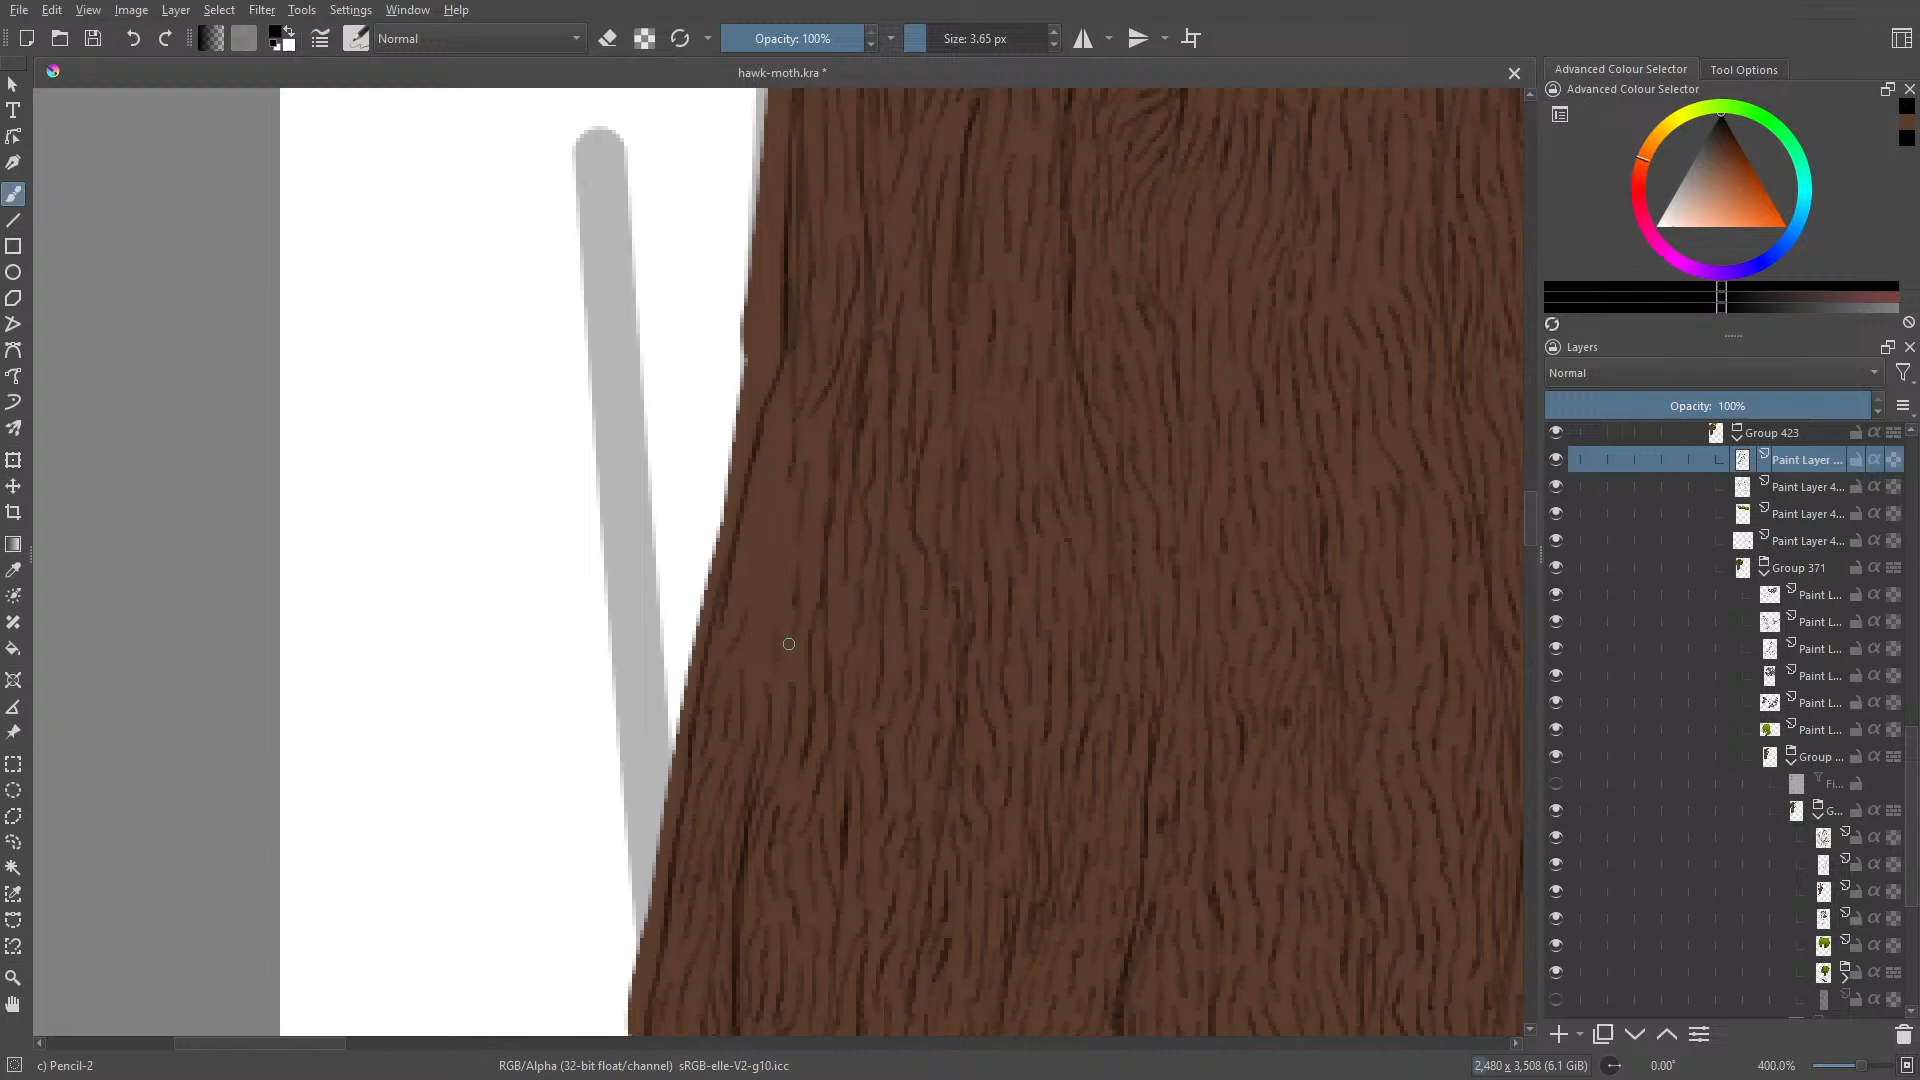 File Edit View Image Layer Select Filter Tools Settings Window Help
Normal
Opacity: 100%
Size: 3.65 px
hawk-moth.kra *
Advanced Colour Selector
Tool Options
Advanced Colour Selector
Layers
Normal
Opacity: 100%
Group 423
Paint Layer ...
Paint Layer 4...
Paint Layer 4...
Paint Layer 4...
Group 371
Paint L...
Paint L...
Paint L...
Paint L...
Paint L...
Paint L...
Group ...
Fi...
G...
c) Pencil-2
RGB/Alpha (32-bit float/channel) sRGB-elle-V2-g10.icc
2,480 x 3,508 (6.1 GiB)
0.00°
400.0%